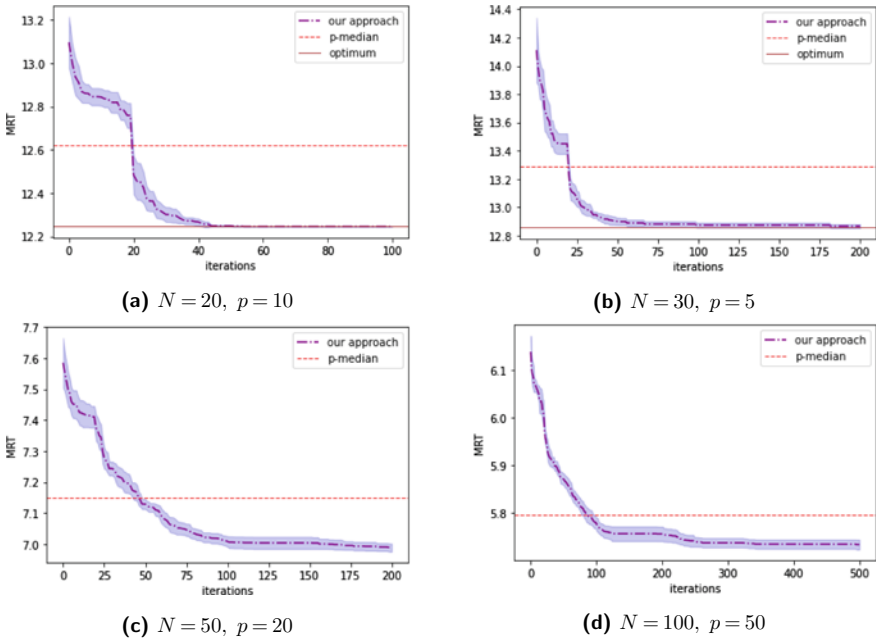 13.2
13.0
12.8
12.6
12.4
12.2
MRT
0
20
40
60
80
100
iterations
our approach
p-median
optimum
(a) N = 20, p = 10
14.4
14.2
14.0
13.8
13.6
13.4
13.2
13.0
12.8
MRT
0
25
50
75
100
125
150
175
200
iterations
our approach
p-median
optimum
(b) N = 30, p = 5
7.7
7.6
7.5
7.4
7.3
7.2
7.1
7.0
MRT
0
25
50
75
100
125
150
175
200
iterations
our approach
p-median
(c) N = 50, p = 20
6.1
6.0
5.9
5.8
MRT
0
100
200
300
400
500
iterations
our approach
p-median
(d) N = 100, p = 50